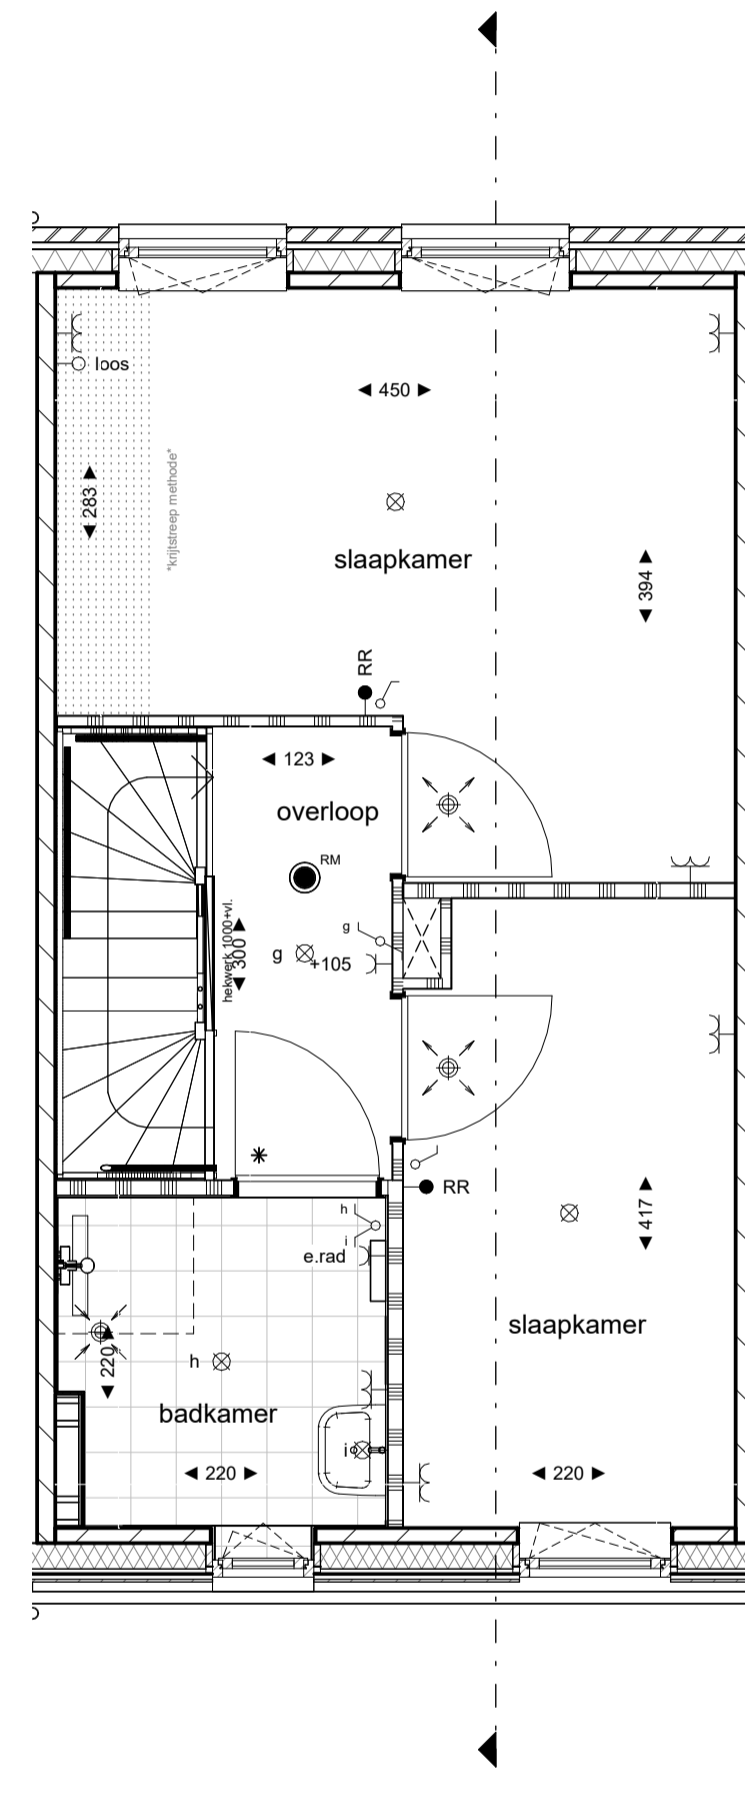 loos
450
283
*krijtstreep methode*
slaapkamer
394
RR
123
overloop
RM
hekwerk 1000+vl.
300
g
g
+105
RR
417
h
i
e.rad
slaapkamer
220
h
badkamer
i
220
220